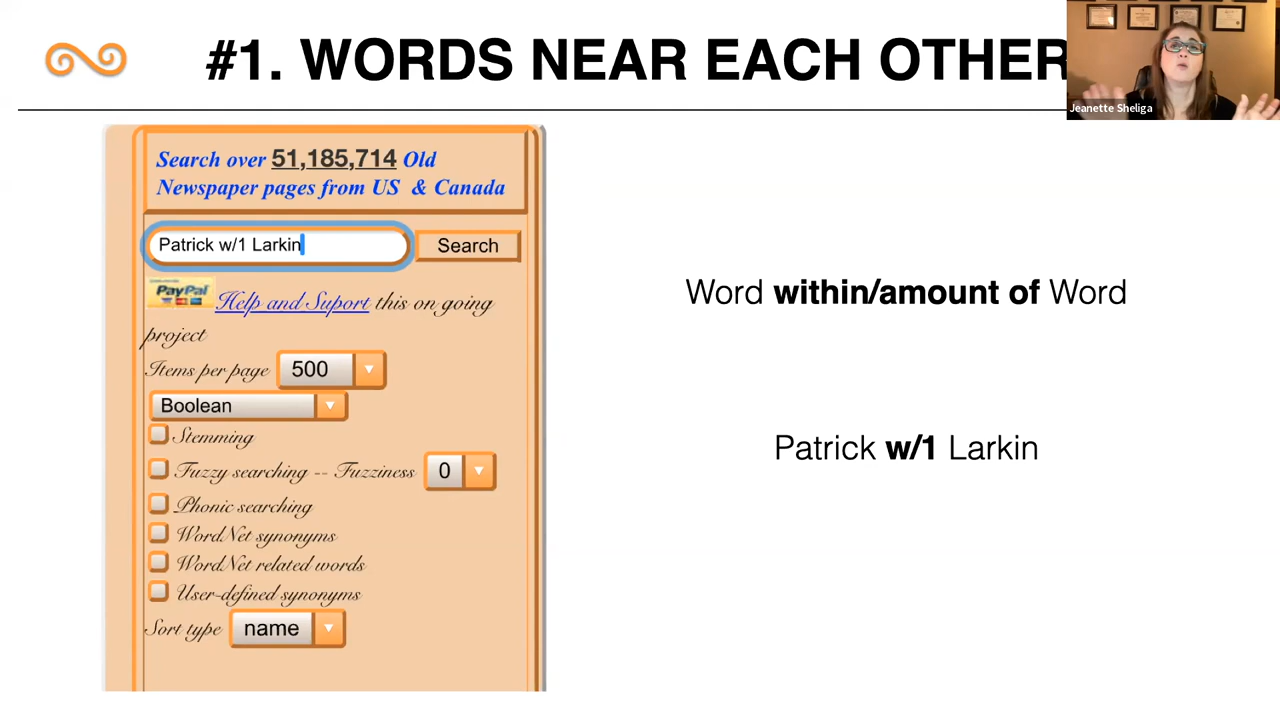 #1. WORDS NEAR EACH OTHER
Jeanette Sheliga
Search over 51,185,714 Old
Newspaper pages from US & Canada
Patrick w/1 Larkin
Search
PayPal
Help and Suport this on going
project
Items per page 500
Boolean
Stemming
Fuzzy searching -- Fuzziness 0
Phonic searching
WordNet synonyms
WordNet related words
User-defined synonyms
Sort type name
Word within/amount of Word
Patrick w/1 Larkin